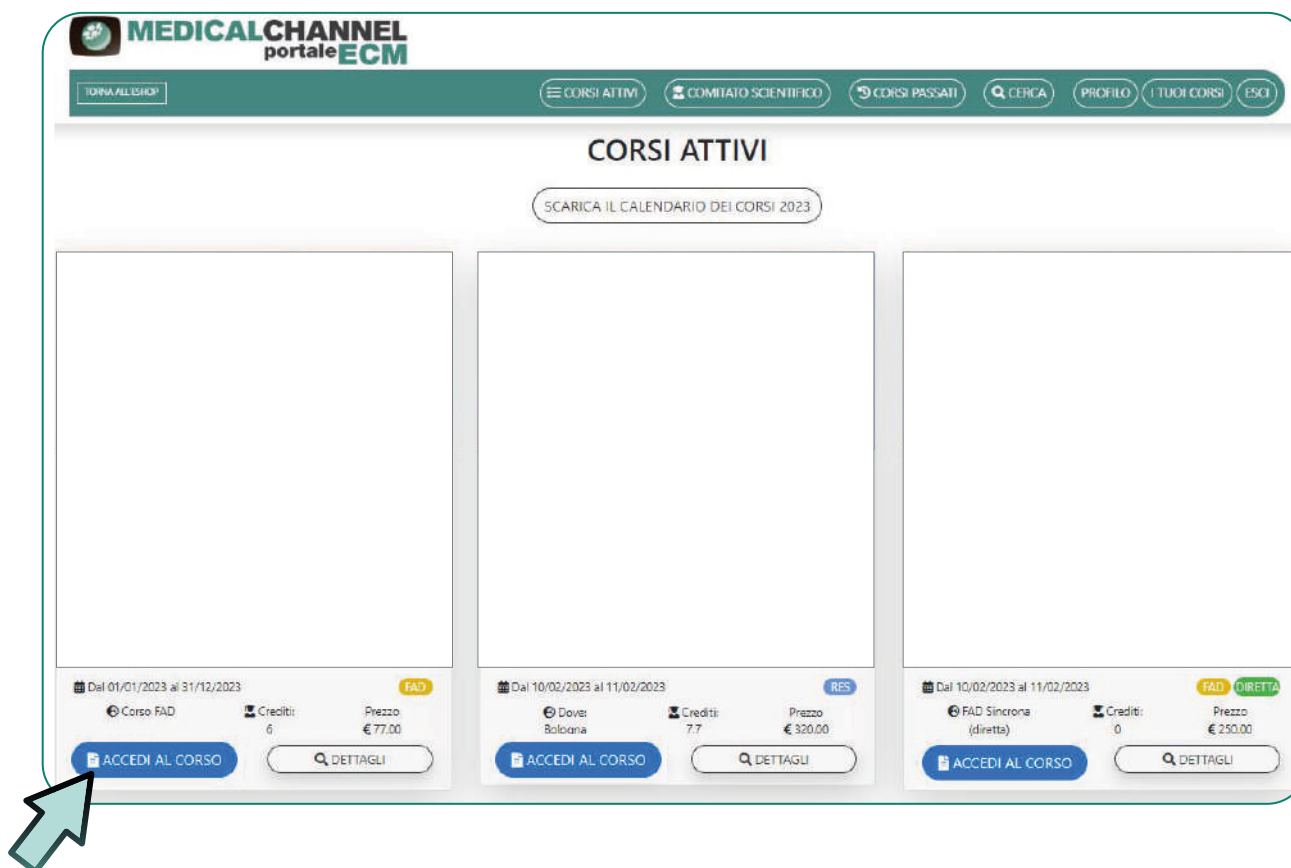 MEDICALCHANNEL
portaleECM
TORNA ALL'ESHOP
CORSI ATTIVI
COMITATO SCIENTIFICO
CORSI PASSATI
CERCA
PROFILO
I TUOI CORSI
ESCI
CORSI ATTIVI
SCARICA IL CALENDARIO DEI CORSI 2023
Dal 01/01/2023 al 31/12/2023 FAD
Corso FAD Crediti: Prezzo
6 € 77.00
ACCEDI AL CORSO DETTAGLI
Dal 10/02/2023 al 11/02/2023 RES
Dove: Crediti: Prezzo
Bologna 7.7 € 320.00
ACCEDI AL CORSO DETTAGLI
Dal 10/02/2023 al 11/02/2023 FAD DIRETTA
FAD Sincrona Crediti: Prezzo
(diretta) 0 € 250.00
ACCEDI AL CORSO DETTAGLI